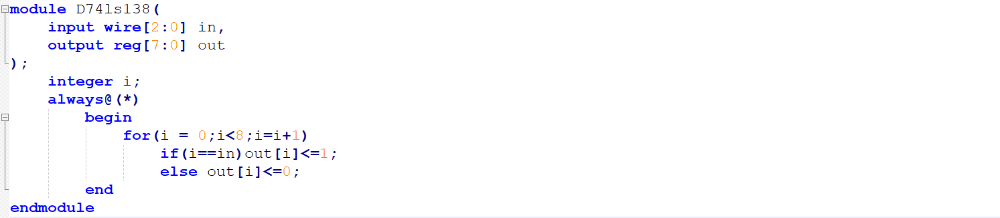 module D74ls138(
    input wire[2:0] in,
    output reg[7:0] out
);
    integer i;
    always@(*)
        begin
            for(i = 0;i<8;i=i+1)
                if(i==in)out[i]<=1;
                else out[i]<=0;
        end
endmodule